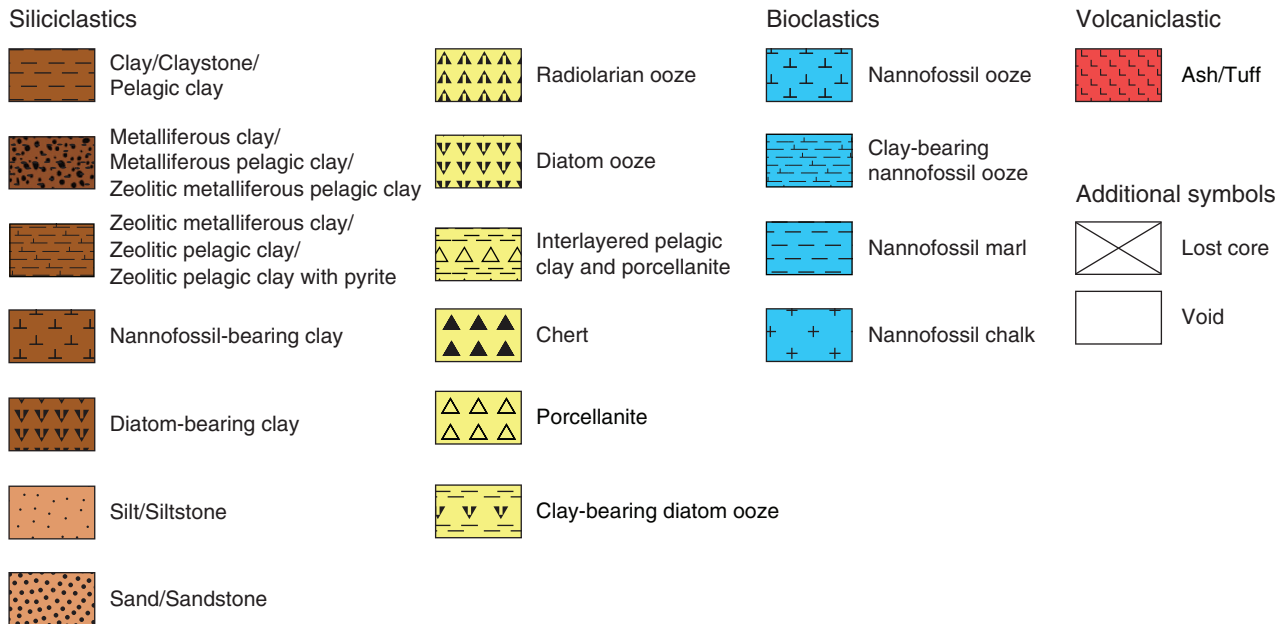 Siliciclastics
Clay/Claystone/
Pelagic clay
Metalliferous clay/
Metalliferous pelagic clay/
Zeolitic metalliferous pelagic clay
Zeolitic metalliferous clay/
Zeolitic pelagic clay/
Zeolitic pelagic clay with pyrite
Nannofossil-bearing clay
Diatom-bearing clay
Silt/Siltstone
Sand/Sandstone
Radiolarian ooze
Diatom ooze
Interlayered pelagic
clay and porcellanite
Chert
Porcellanite
Clay-bearing diatom ooze
Bioclastics
Nannofossil ooze
Clay-bearing
nannofossil ooze
Nannofossil marl
Nannofossil chalk
Volcaniclastic
Ash/Tuff
Additional symbols
Lost core
Void